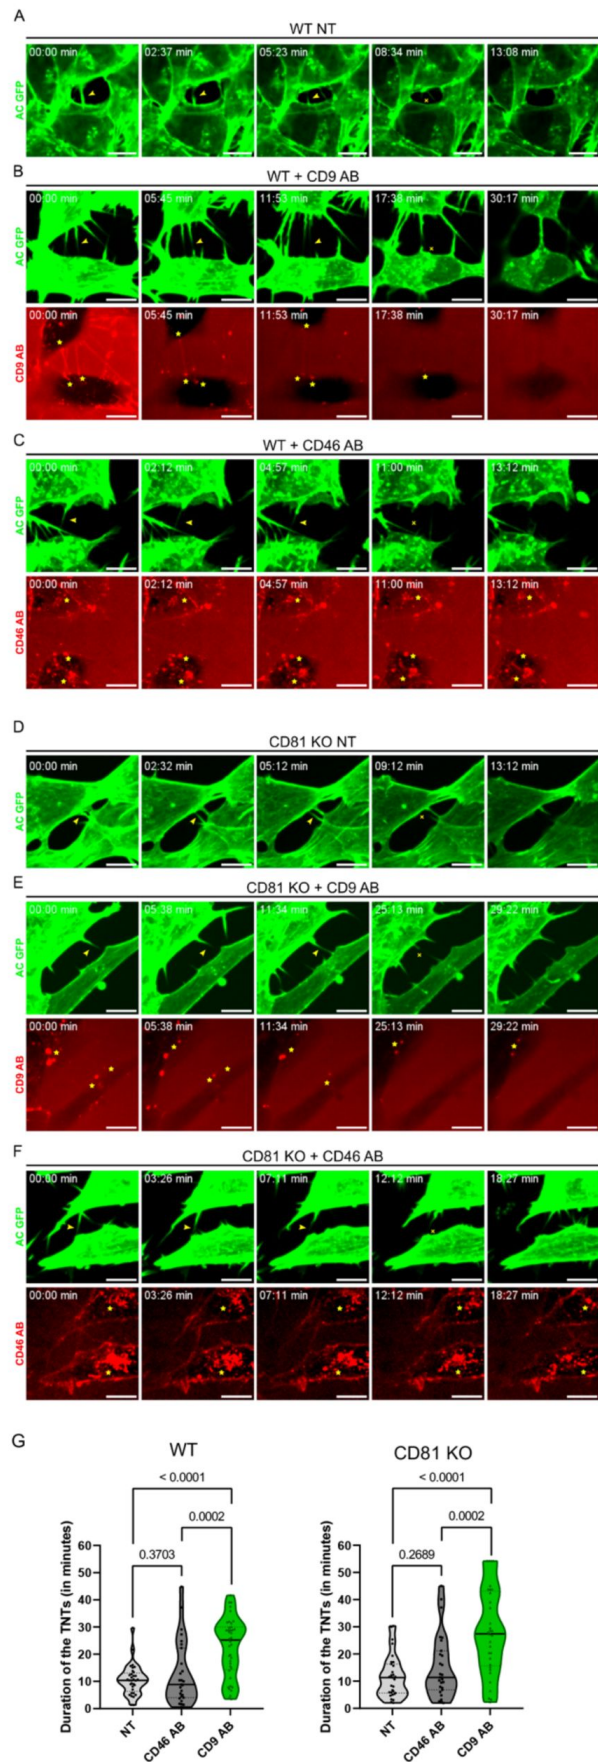 A
WT NT
AC GFP
00:00 min
02:37 min
05:23 min
08:34 min
13:08 min
B
WT + CD9 AB
AC GFP
00:00 min
05:45 min
11:53 min
17:38 min
30:17 min
CD9 AB
00:00 min
05:45 min
11:53 min
17:38 min
30:17 min
C
WT + CD46 AB
AC GFP
00:00 min
02:12 min
04:57 min
11:00 min
13:12 min
CD46 AB
00:00 min
02:12 min
04:57 min
11:00 min
13:12 min
D
CD81 KO NT
AC GFP
00:00 min
02:32 min
05:12 min
09:12 min
13:12 min
E
CD81 KO + CD9 AB
AC GFP
00:00 min
05:38 min
11:34 min
25:13 min
29:22 min
CD9 AB
00:00 min
05:38 min
11:34 min
25:13 min
29:22 min
F
CD81 KO + CD46 AB
AC GFP
00:00 min
03:26 min
07:11 min
12:12 min
18:27 min
CD46 AB
00:00 min
03:26 min
07:11 min
12:12 min
18:27 min
G
WT
< 0.0001
0.0002
0.3703
Duration of the TNTs (in minutes)
60
50
40
30
20
10
0
NT
CD46 AB
CD9 AB
CD81 KO
< 0.0001
0.0002
0.2689
Duration of the TNTs (in minutes)
60
50
40
30
20
10
0
NT
CD46 AB
CD9 AB